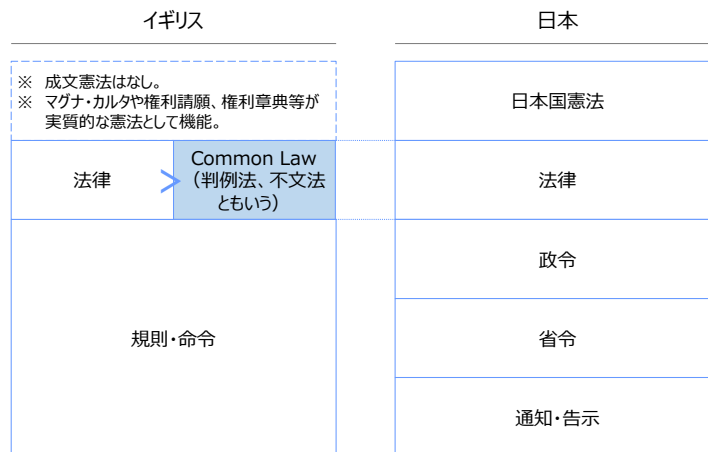 イギリス
日本
※ 成文憲法はなし。
※ マグナ・カルタや権利請願、権利章典等が
実質的な憲法として機能。
日本国憲法
法律
Common Law
（判例法、不文法
ともいう）
法律
規則・命令
政令
省令
通知・告示